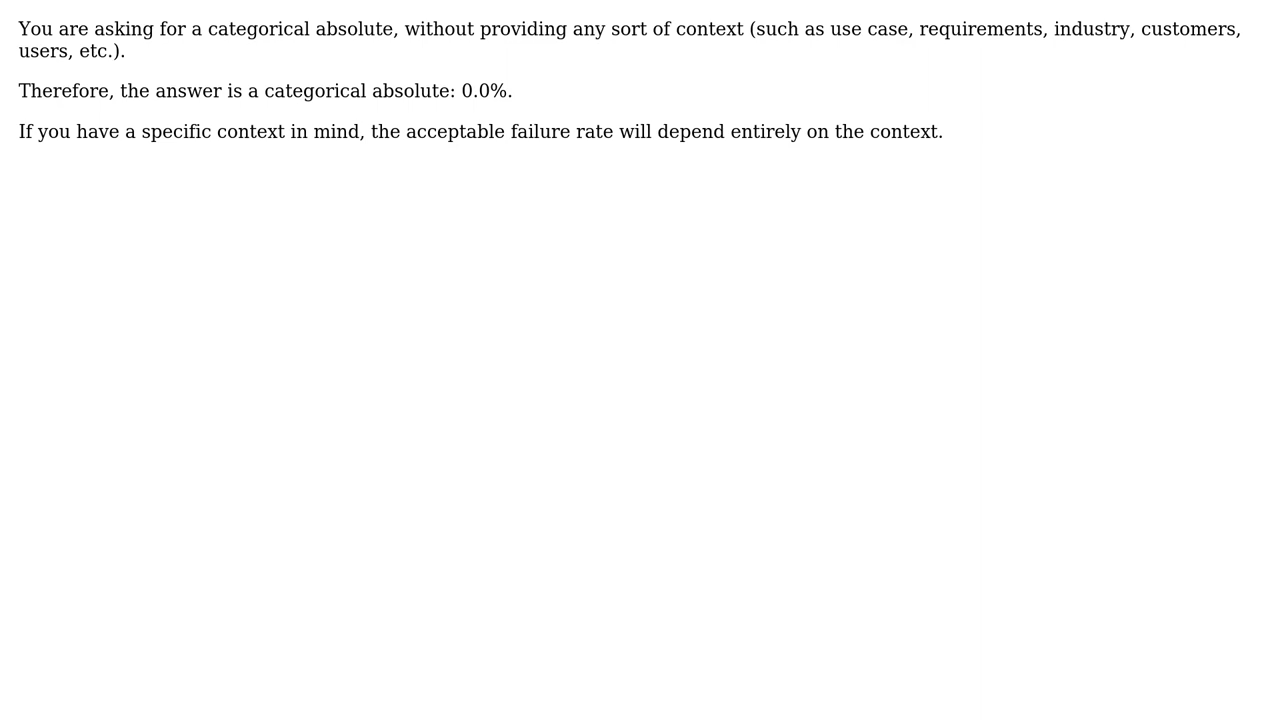 You are asking for a categorical absolute, without providing any sort of context (such as use case, requirements, industry, customers,
users, etc.).
Therefore, the answer is a categorical absolute: 0.0%.
If you have a specific context in mind, the acceptable failure rate will depend entirely on the context.